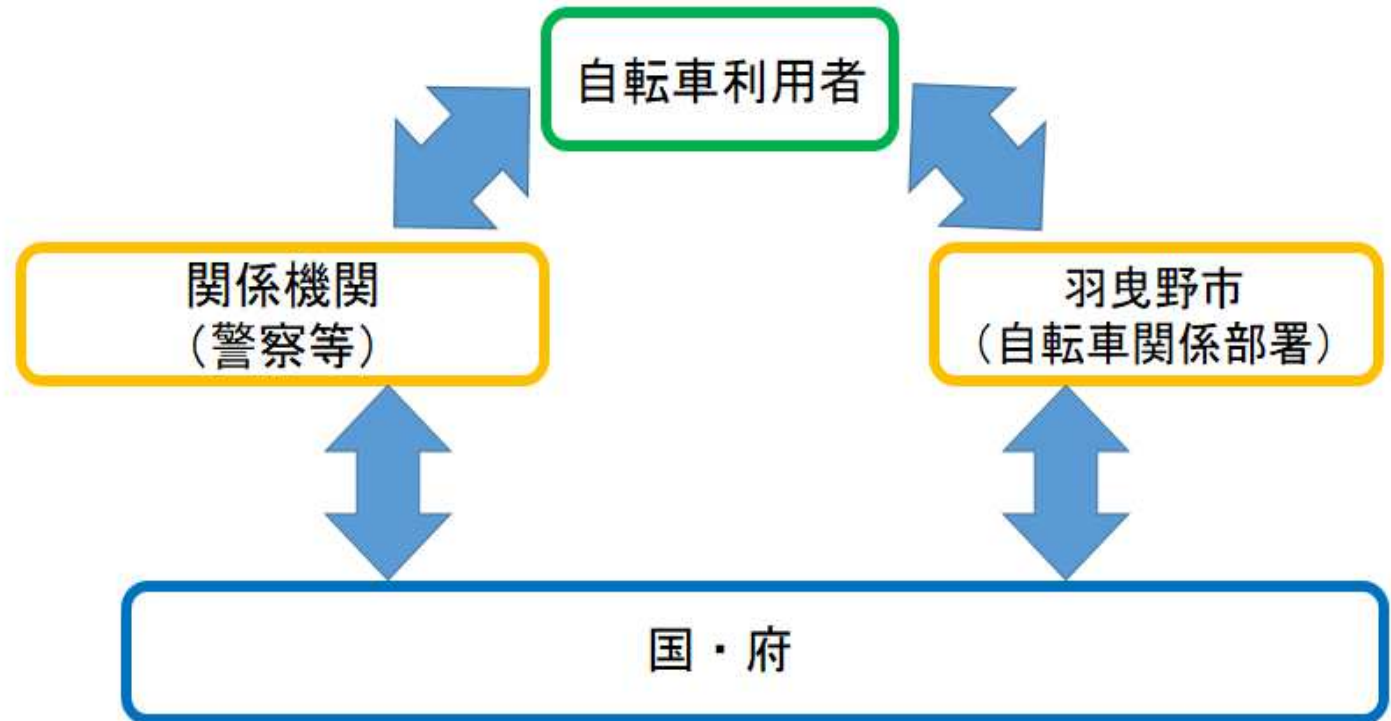 自転車利用者
関係機関
（警察等）
羽曳野市
（自転車関係部署）
国・府